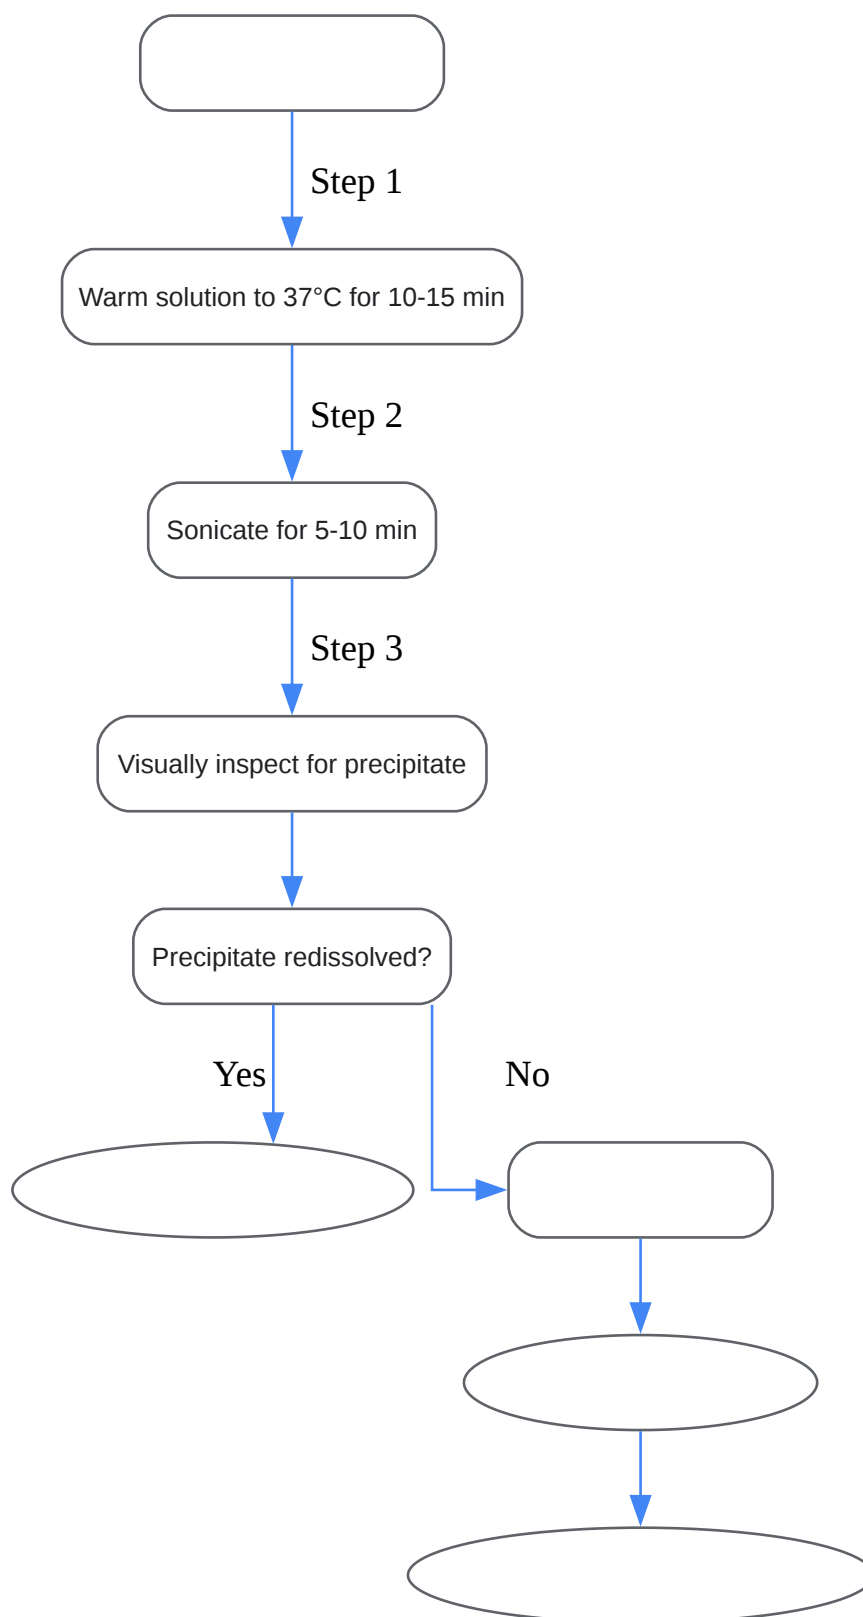 Step 1
Warm solution to 37°C for 10-15 min
Step 2
Sonicate for 5-10 min
Step 3
Visually inspect for precipitate
Precipitate redissolved?
Yes
No